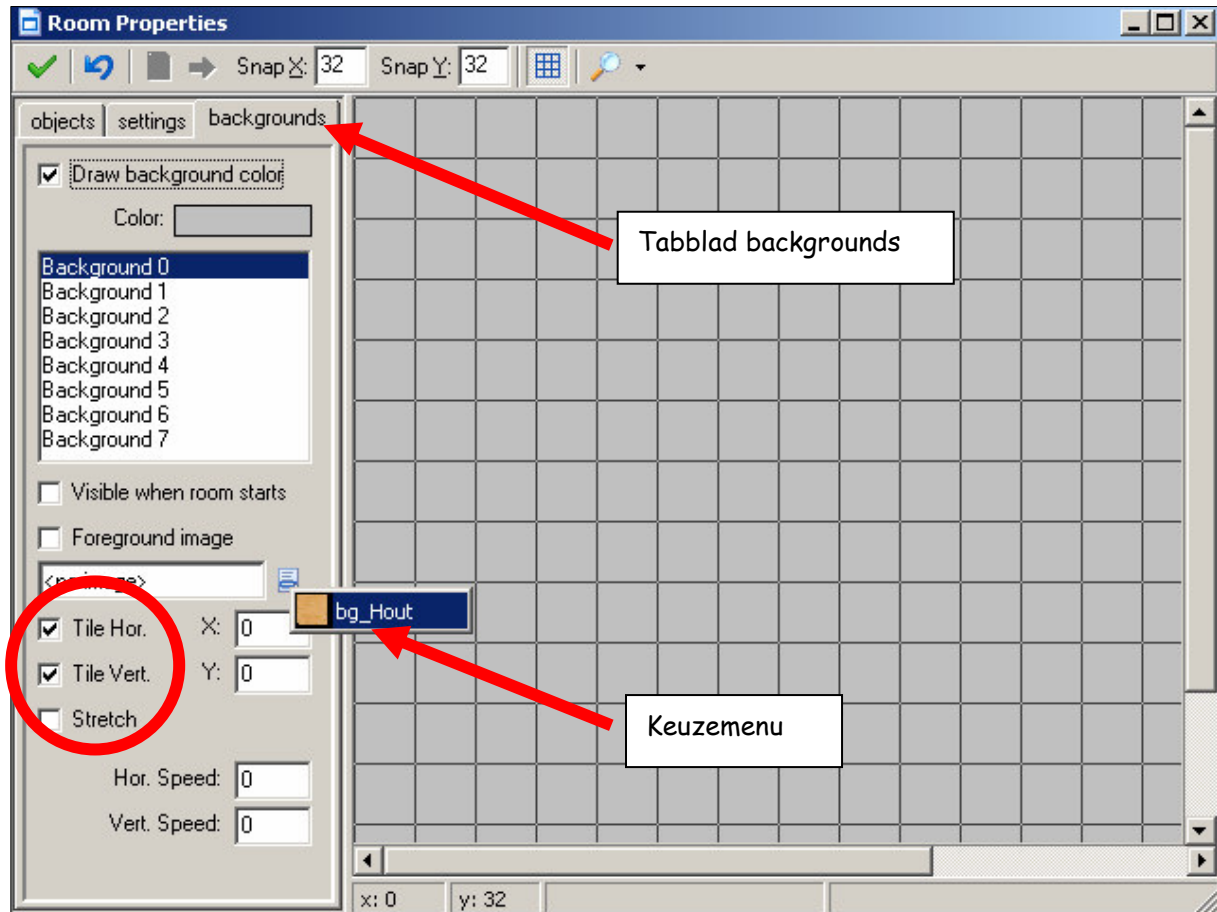 Room Properties
Snap X: 32 Snap Y: 32
objects settings backgrounds
Draw background color
Color:
Tabblad backgrounds
Background 0
Background 1
Background 2
Background 3
Background 4
Background 5
Background 6
Background 7
Visible when room starts
Foreground image
<no image>
bg_Hout
Tile Hor. X: 0
Tile Vert. Y: 0
Stretch
Keuzemenu
Hor. Speed: 0
Vert. Speed: 0
x: 0 y: 32